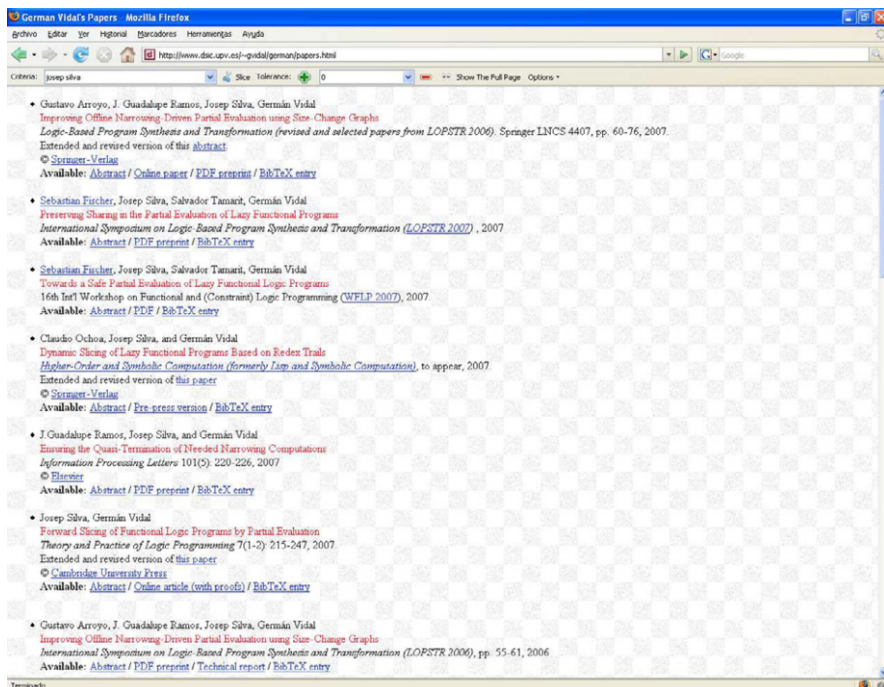 German Vidal's Papers - Mozilla Firefox
Archivo Editar Ver Historial Marcadores Herramientas Ayuda
http://www.dsic.upv.es/~gvidal/german/papers.html Google
Criteria: josep silva Slice Tolerance: 0 Show The Full Page Options
• Gustavo Arroyo, J. Guadalupe Ramos, Josep Silva, Germán Vidal
Improving Offline Narrowing-Driven Partial Evaluation using Size-Change Graphs
Logic-Based Program Synthesis and Transformation (revised and selected papers from LOPSTR 2006). Springer LNCS 4407, pp. 60-76, 2007.
Extended and revised version of this abstract.
© Springer-Verlag
Available: Abstract / Online paper / PDF preprint / BibTeX entry
• Sebastian Fischer, Josep Silva, Salvador Tamarit, Germán Vidal
Preserving Sharing in the Partial Evaluation of Lazy Functional Programs
International Symposium on Logic-Based Program Synthesis and Transformation (LOPSTR 2007) , 2007
Available: Abstract / PDF preprint / BibTeX entry
• Sebastian Fischer, Josep Silva, Salvador Tamarit, Germán Vidal
Towards a Safe Partial Evaluation of Lazy Functional Logic Programs
16th Int'l Workshop on Functional and (Constraint) Logic Programming (WFLP 2007), 2007.
Available: Abstract / PDF / BibTeX entry
• Claudio Ochoa, Josep Silva, and Germán Vidal
Dynamic Slicing of Lazy Functional Programs Based on Redex Trails
Higher-Order and Symbolic Computation (formerly Lisp and Symbolic Computation), to appear, 2007.
Extended and revised version of this paper
© Springer-Verlag
Available: Abstract / Pre-press version / BibTeX entry
• J.Guadalupe Ramos, Josep Silva, and Germán Vidal
Ensuring the Quasi-Termination of Needed Narrowing Computations
Information Processing Letters 101(5): 220-226, 2007
© Elsevier
Available: Abstract / PDF preprint / BibTeX entry
• Josep Silva, Germán Vidal
Forward Slicing of Functional Logic Programs by Partial Evaluation
Theory and Practice of Logic Programming 7(1-2): 215-247, 2007.
Extended and revised version of this paper
© Cambridge University Press
Available: Abstract / Online article (with proofs) / BibTeX entry
• Gustavo Arroyo, J. Guadalupe Ramos, Josep Silva, Germán Vidal
Improving Offline Narrowing-Driven Partial Evaluation using Size-Change Graphs
International Symposium on Logic-Based Program Synthesis and Transformation (LOPSTR 2006), pp. 55-61, 2006
Available: Abstract / PDF preprint / Technical report / BibTeX entry
Terminado